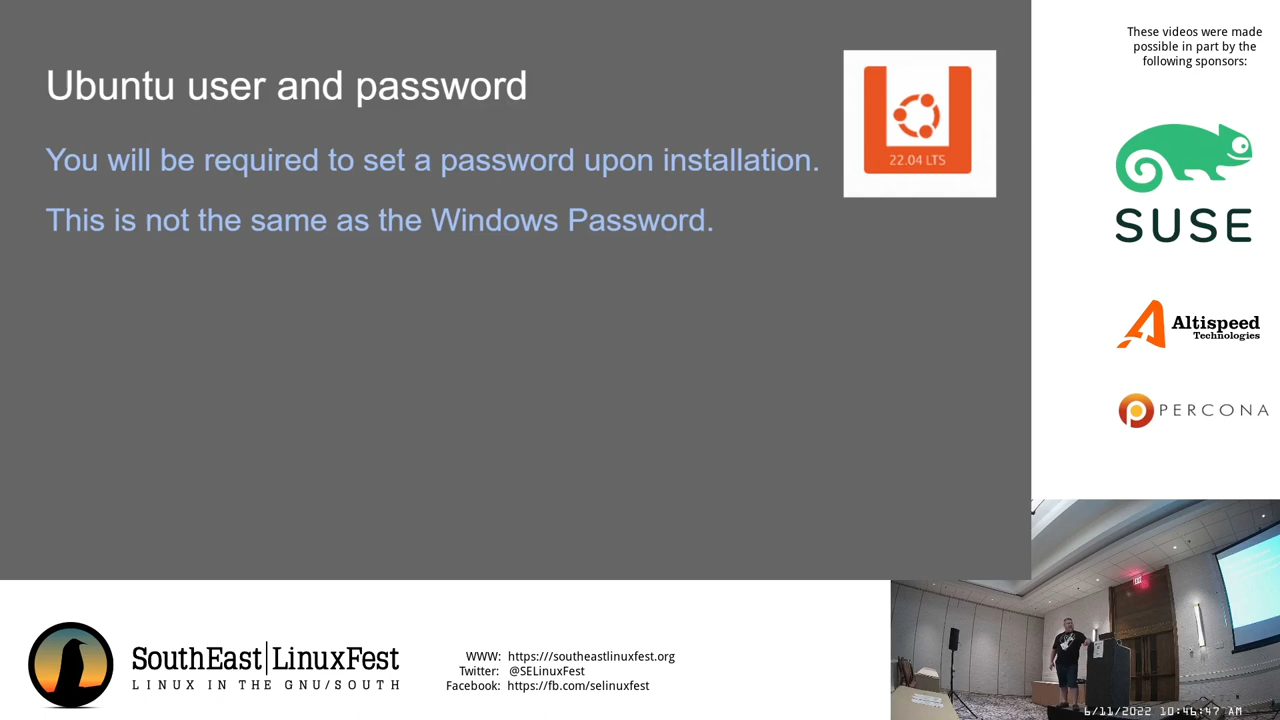 Ubuntu user and password
22.04 LTS
You will be required to set a password upon installation.
This is not the same as the Windows Password.
These videos were made
possible in part by the
following sponsors:
SUSE
Altispeed
Technologies
PERCONA
SouthEast|LinuxFest
LINUX IN THE GNU/SOUTH
WWW: https:///southeastlinuxfest.org
Twitter: @SELinuxFest
Facebook: https://fb.com/selinuxfest
6/11/2022 10:46:47 AM